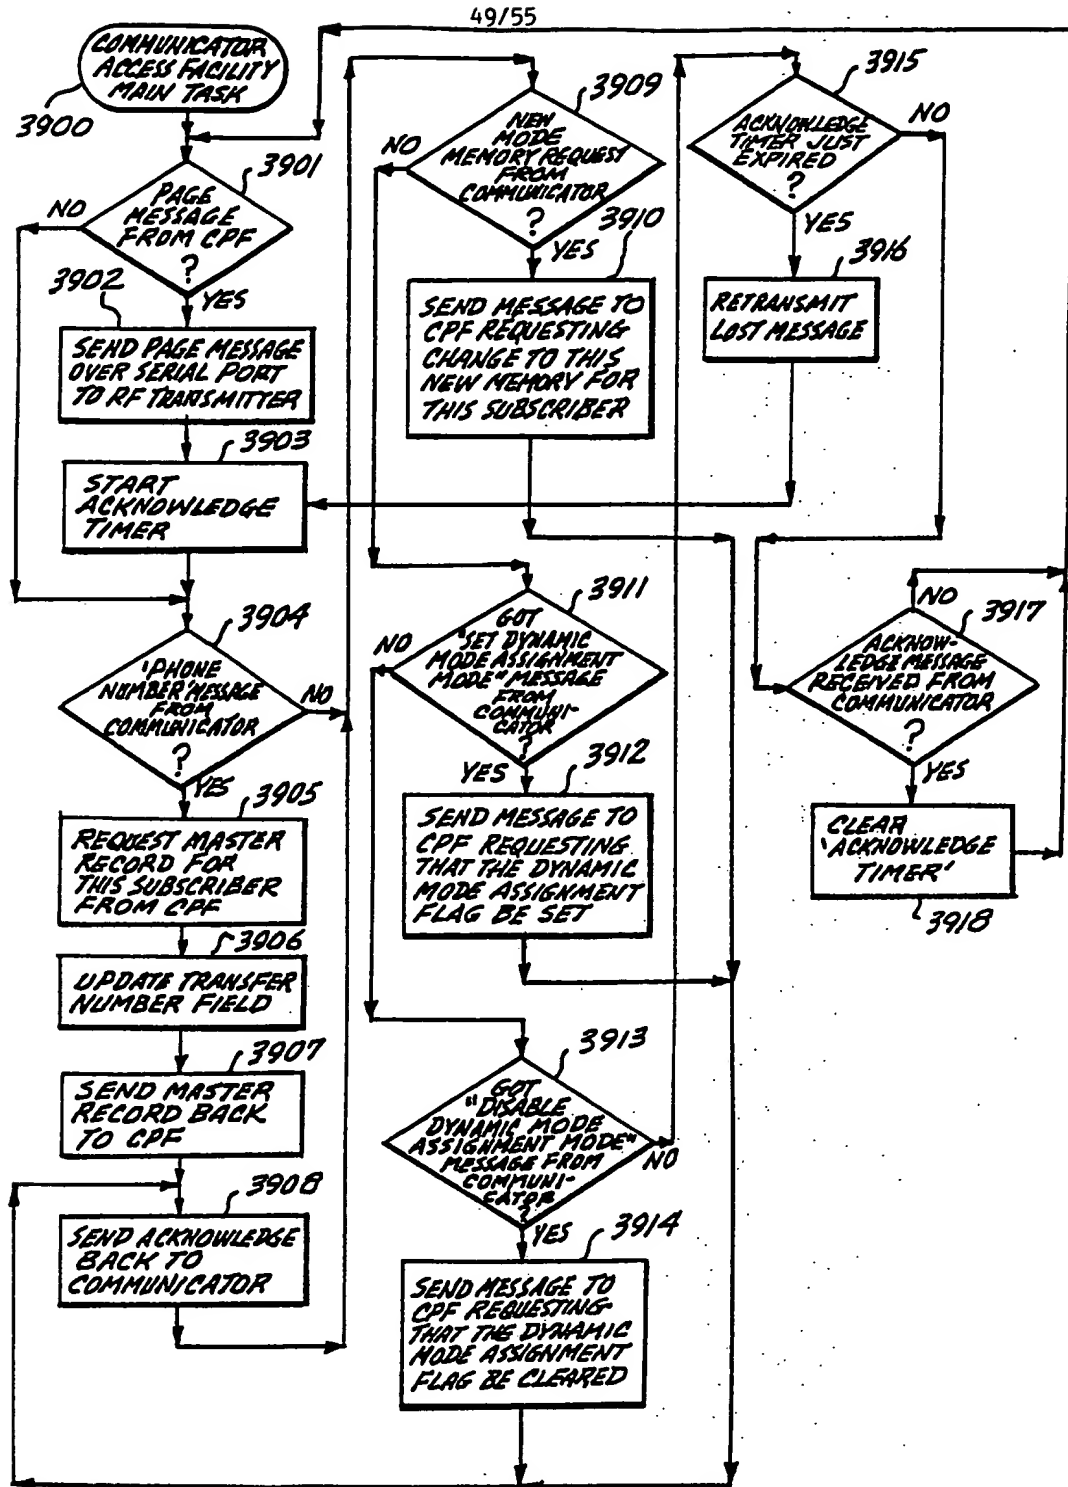 49/55
COMMUNICATOR
ACCESS FACILITY
MAIN TASK
3900
3901
PAGE
MESSAGE
FROM CPF
?
NO
YES
3902
SEND PAGE MESSAGE
OVER SERIAL PORT
TO RF TRANSMITTER
3903
START
ACKNOWLEDGE
TIMER
3904
'PHONE
NUMBER MESSAGE
FROM
COMMUNICATOR
?
NO
YES
3905
REQUEST MASTER
RECORD FOR
THIS SUBSCRIBER
FROM CPF
3906
UPDATE TRANSFER
NUMBER FIELD
3907
SEND MASTER
RECORD BACK
TO CPF
3908
SEND ACKNOWLEDGE
BACK TO
COMMUNICATOR
3909
NEW
MODE
MEMORY REQUEST
FROM
COMMUNICATOR
?
NO
YES
3910
SEND MESSAGE TO
CPF REQUESTING
CHANGE TO THIS
NEW MEMORY FOR
THIS SUBSCRIBER
3911
GOT
"SET DYNAMIC
MODE ASSIGNMENT
MODE" MESSAGE
FROM
COMMUNI-
CATOR
?
NO
YES
3912
SEND MESSAGE TO
CPF REQUESTING
THAT THE DYNAMIC
MODE ASSIGNMENT
FLAG BE SET
3913
GOT
"DISABLE
DYNAMIC MODE
ASSIGNMENT MODE"
MESSAGE FROM
COMMUNI-
CATOR
?
NO
YES
3914
SEND MESSAGE TO
CPF REQUESTING
THAT THE DYNAMIC
MODE ASSIGNMENT
FLAG BE CLEARED
3915
ACKNOWLEDGE
TIMER JUST
EXPIRED
?
NO
YES
3916
RETRANSMIT
LOST MESSAGE
3917
ACKNOW-
LEDGE MESSAGE
RECEIVED FROM
COMMUNICATOR
?
NO
YES
CLEAR
'ACKNOWLEDGE
TIMER'
3918